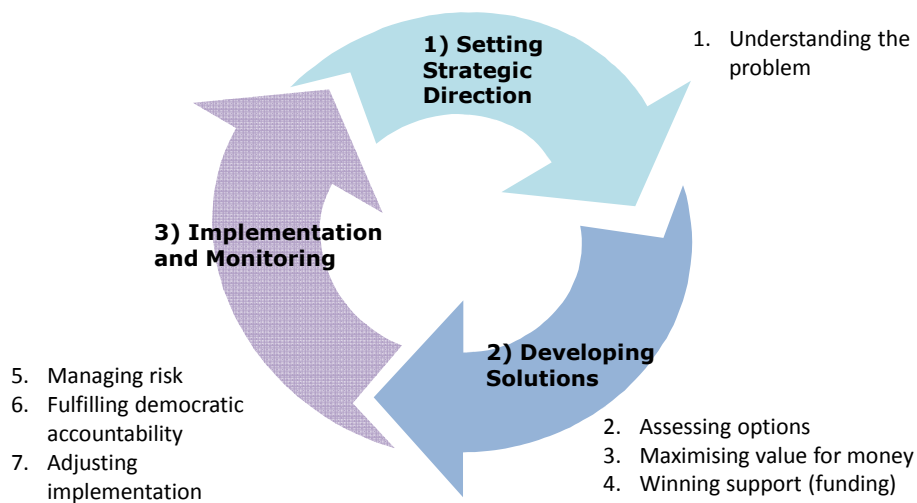 1) Setting
Strategic
Direction
1. Understanding the
problem
3) Implementation
and Monitoring
2) Developing
Solutions
5. Managing risk
6. Fulfilling democratic
accountability
7. Adjusting
implementation
2. Assessing options
3. Maximising value for money
4. Winning support (funding)